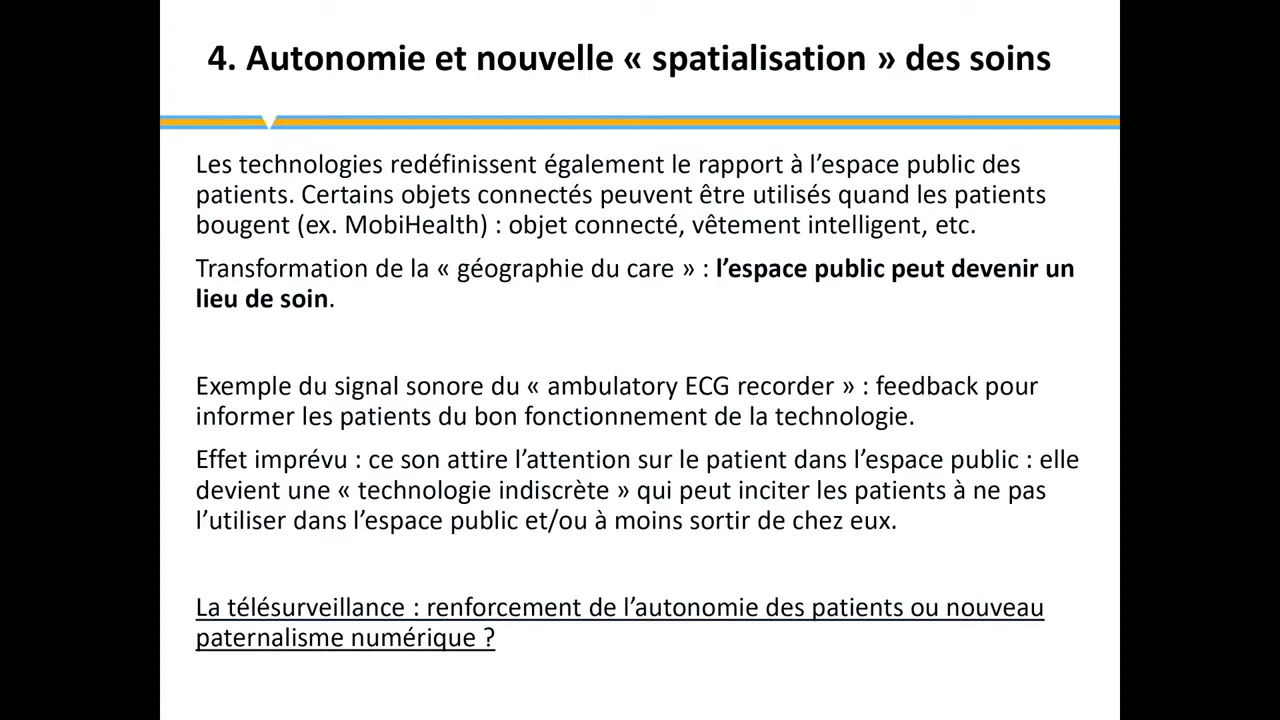 4. Autonomie et nouvelle « spatialisation » des soins
Les technologies redéfinissent également le rapport à l’espace public des
patients. Certains objets connectés peuvent être utilisés quand les patients
bougent (ex. MobiHealth) : objet connecté, vêtement intelligent, etc.
Transformation de la « géographie du care » : l’espace public peut devenir un
lieu de soin.
Exemple du signal sonore du « ambulatory ECG recorder » : feedback pour
informer les patients du bon fonctionnement de la technologie.
Effet imprévu : ce son attire l’attention sur le patient dans l’espace public : elle
devient une « technologie indiscrète » qui peut inciter les patients à ne pas
l’utiliser dans l’espace public et/ou à moins sortir de chez eux.
La télésurveillance : renforcement de l’autonomie des patients ou nouveau
paternalisme numérique ?